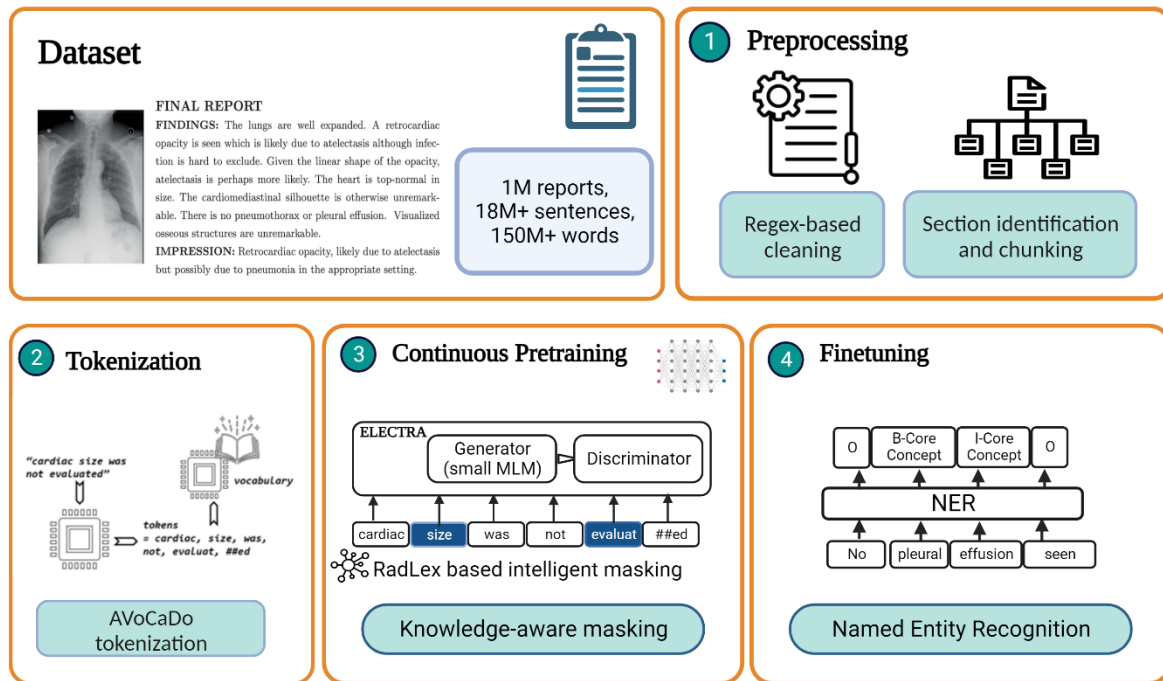 Dataset
FINAL REPORT
FINDINGS: The lungs are well expanded. A retrocardiac
opacity is seen which is likely due to atelectasis although infec-
tion is hard to exclude. Given the linear shape of the opacity,
atelectasis is perhaps more likely. The heart is top-normal in
size. The cardiomediastinal silhouette is otherwise unremark-
able. There is no pneumothorax or pleural effusion. Visualized
osseous structures are unremarkable.
IMPRESSION: Retrocardiac opacity, likely due to atelectasis
but possibly due to pneumonia in the appropriate setting.
1M reports,
18M+ sentences,
150M+ words
1 Preprocessing
Regex-based
cleaning
Section identification
and chunking
2 Tokenization
"cardiac size was
not evaluated"
vocabulary
tokens
= cardiac, size, was,
not, evaluat, ##ed
AVoCaDo
tokenization
3 Continuous Pretraining
ELECTRA
Generator
(small MLM)
Discriminator
cardiac size was not evaluat ##ed
RadLex based intelligent masking
Knowledge-aware masking
4 Finetuning
O
B-Core
Concept
I-Core
Concept
O
NER
No pleural effusion seen
Named Entity Recognition